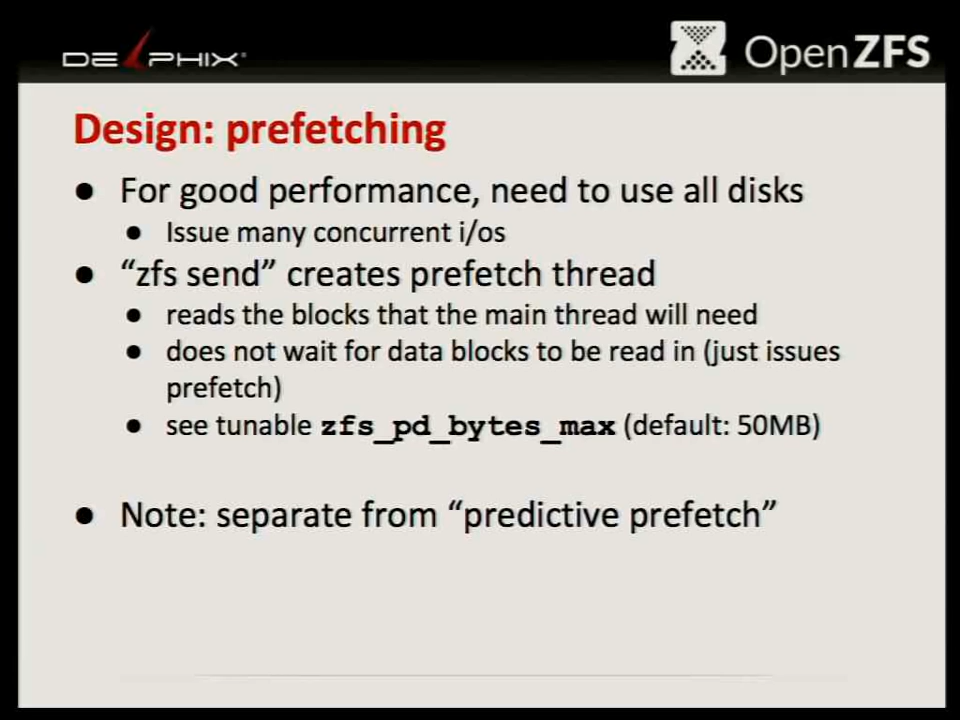 DELPHIX
OpenZFS
Design: prefetching
● For good performance, need to use all disks
● Issue many concurrent i/os
● “zfs send” creates prefetch thread
● reads the blocks that the main thread will need
● does not wait for data blocks to be read in (just issues
prefetch)
● see tunable zfs_pd_bytes_max (default: 50MB)
● Note: separate from “predictive prefetch”